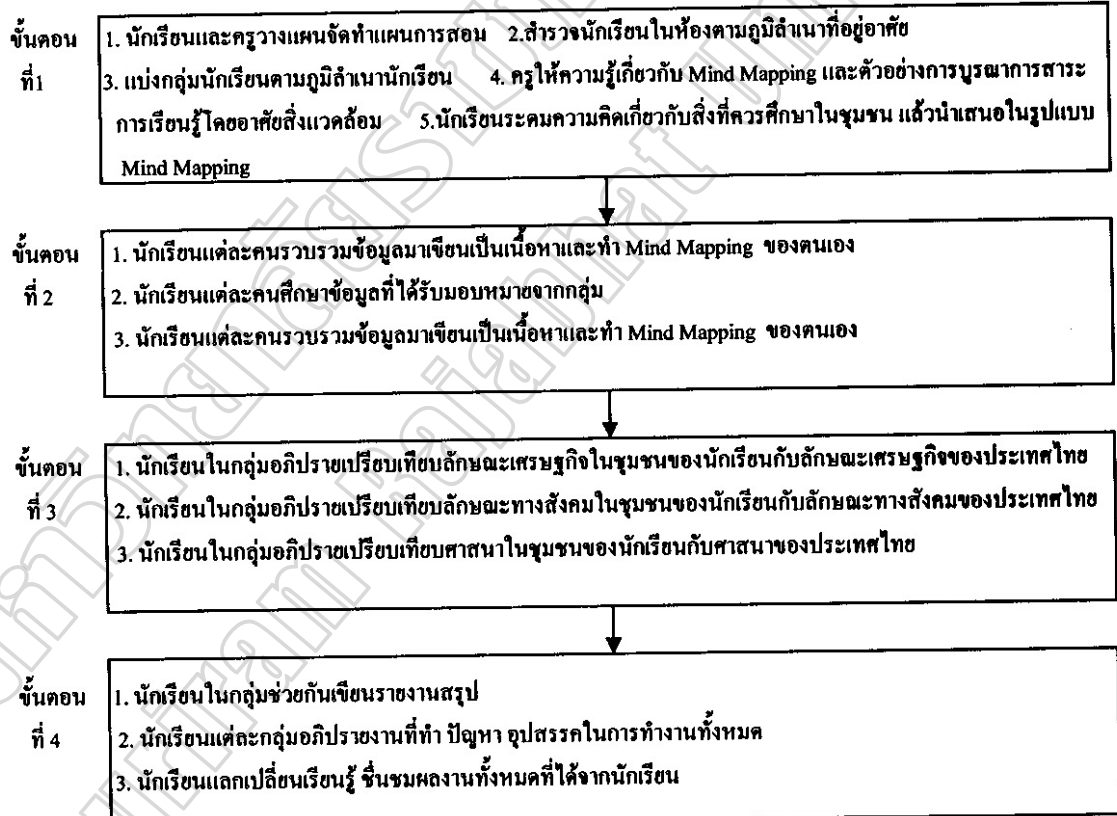 ขั้นตอน
ที่1
1. นักเรียนและครูวางแผนจัดทำแผนการสอน 2.สำรวจนักเรียนในห้องตามภูมิลำเนาที่อยู่อาศัย
3. แบ่งกลุ่มนักเรียนตามภูมิลำเนานักเรียน 4. ครูให้ความรู้เกี่ยวกับ Mind Mapping และตัวอย่างการบูรณาการสาระ
การเรียนรู้โดยอาศัยสิ่งแวดล้อม 5.นักเรียนระดมความคิดเกี่ยวกับสิ่งที่ควรศึกษาในชุมชน แล้วนำเสนอในรูปแบบ
Mind Mapping
ขั้นตอน
ที่ 2
1. นักเรียนแต่ละคนรวบรวมข้อมูลมาเขียนเป็นเนื้อหาและทำ Mind Mapping ของตนเอง
2. นักเรียนแต่ละคนศึกษาข้อมูลที่ได้รับมอบหมายจากกลุ่ม
3. นักเรียนแต่ละคนรวบรวมข้อมูลมาเขียนเป็นเนื้อหาและทำ Mind Mapping ของตนเอง
ขั้นตอน
ที่ 3
1. นักเรียนในกลุ่มอภิปรายเปรียบเทียบลักษณะเศรษฐกิจในชุมชนของนักเรียนกับลักษณะเศรษฐกิจของประเทศไทย
2. นักเรียนในกลุ่มอภิปรายเปรียบเทียบลักษณะทางสังคมในชุมชนของนักเรียนกับลักษณะทางสังคมของประเทศไทย
3. นักเรียนในกลุ่มอภิปรายเปรียบเทียบศาสนาในชุมชนของนักเรียนกับศาสนาของประเทศไทย
ขั้นตอน
ที่ 4
1. นักเรียนในกลุ่มช่วยกันเขียนรายงานสรุป
2. นักเรียนแต่ละกลุ่มอภิปรายงานที่ทำ ปัญหา อุปสรรคในการทำงานทั้งหมด
3. นักเรียนแลกเปลี่ยนเรียนรู้ ชื่นชมผลงานทั้งหมดที่ได้จากนักเรียน